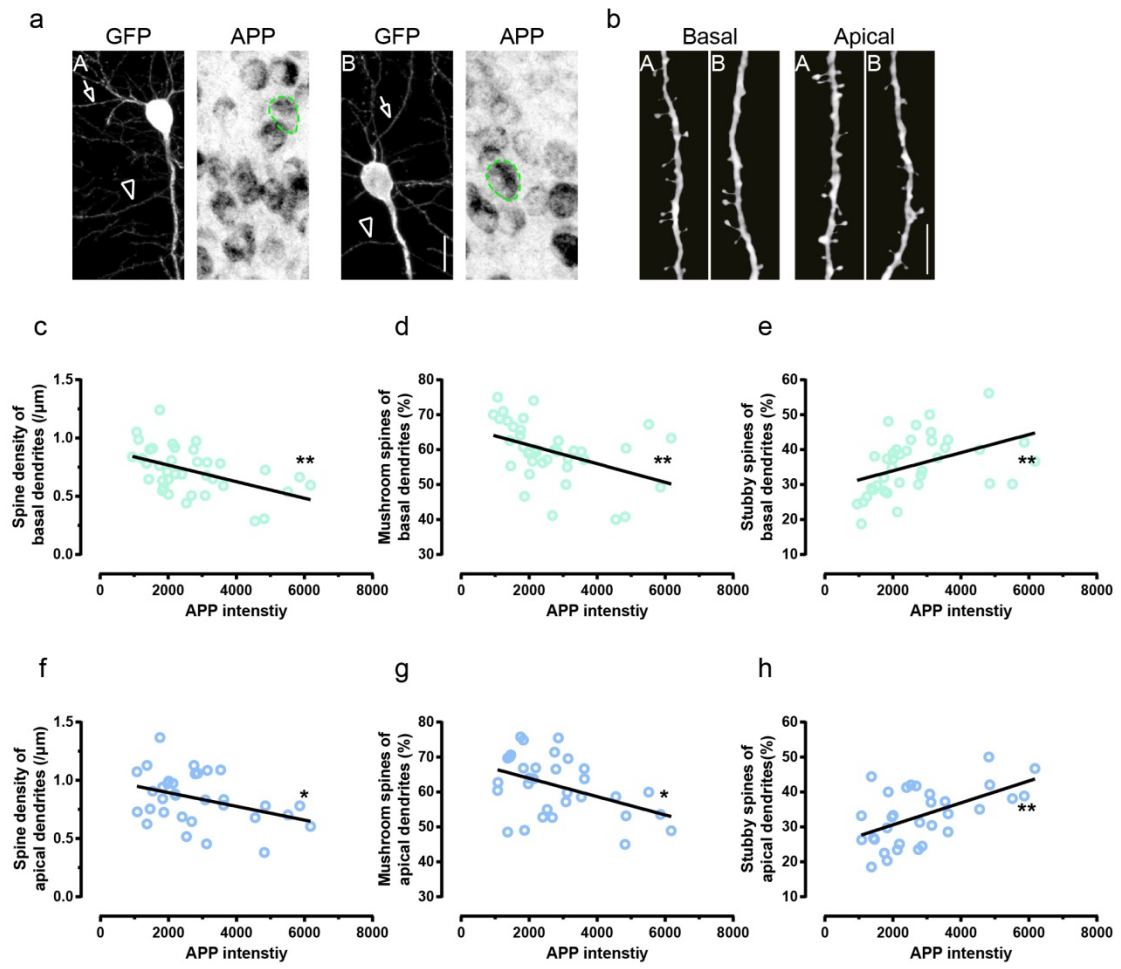 a
GFP APP GFP APP
A B
b
Basal Apical
A B A B
c
Spine density of
basal dendrites (/μm)
1.5
1.0
0.5
0.0
**
0 2000 4000 6000 8000
APP intenstiy
d
Mushroom spines of
basal dendrites (%)
80
70
60
50
40
30
**
0 2000 4000 6000 8000
APP intenstiy
e
Stubby spines of
basal dendrites (%)
60
50
40
30
20
10
**
0 2000 4000 6000 8000
APP intenstiy
f
Spine density of
apical dendrites (/μm)
1.5
1.0
0.5
0.0
*
0 2000 4000 6000 8000
APP intenstiy
g
Mushroom spines of
apical dendrites (%)
80
70
60
50
40
30
*
0 2000 4000 6000 8000
APP intenstiy
h
Stubby spines of
apical dendrites(%)
60
50
40
30
20
10
**
0 2000 4000 6000 8000
APP intenstiy